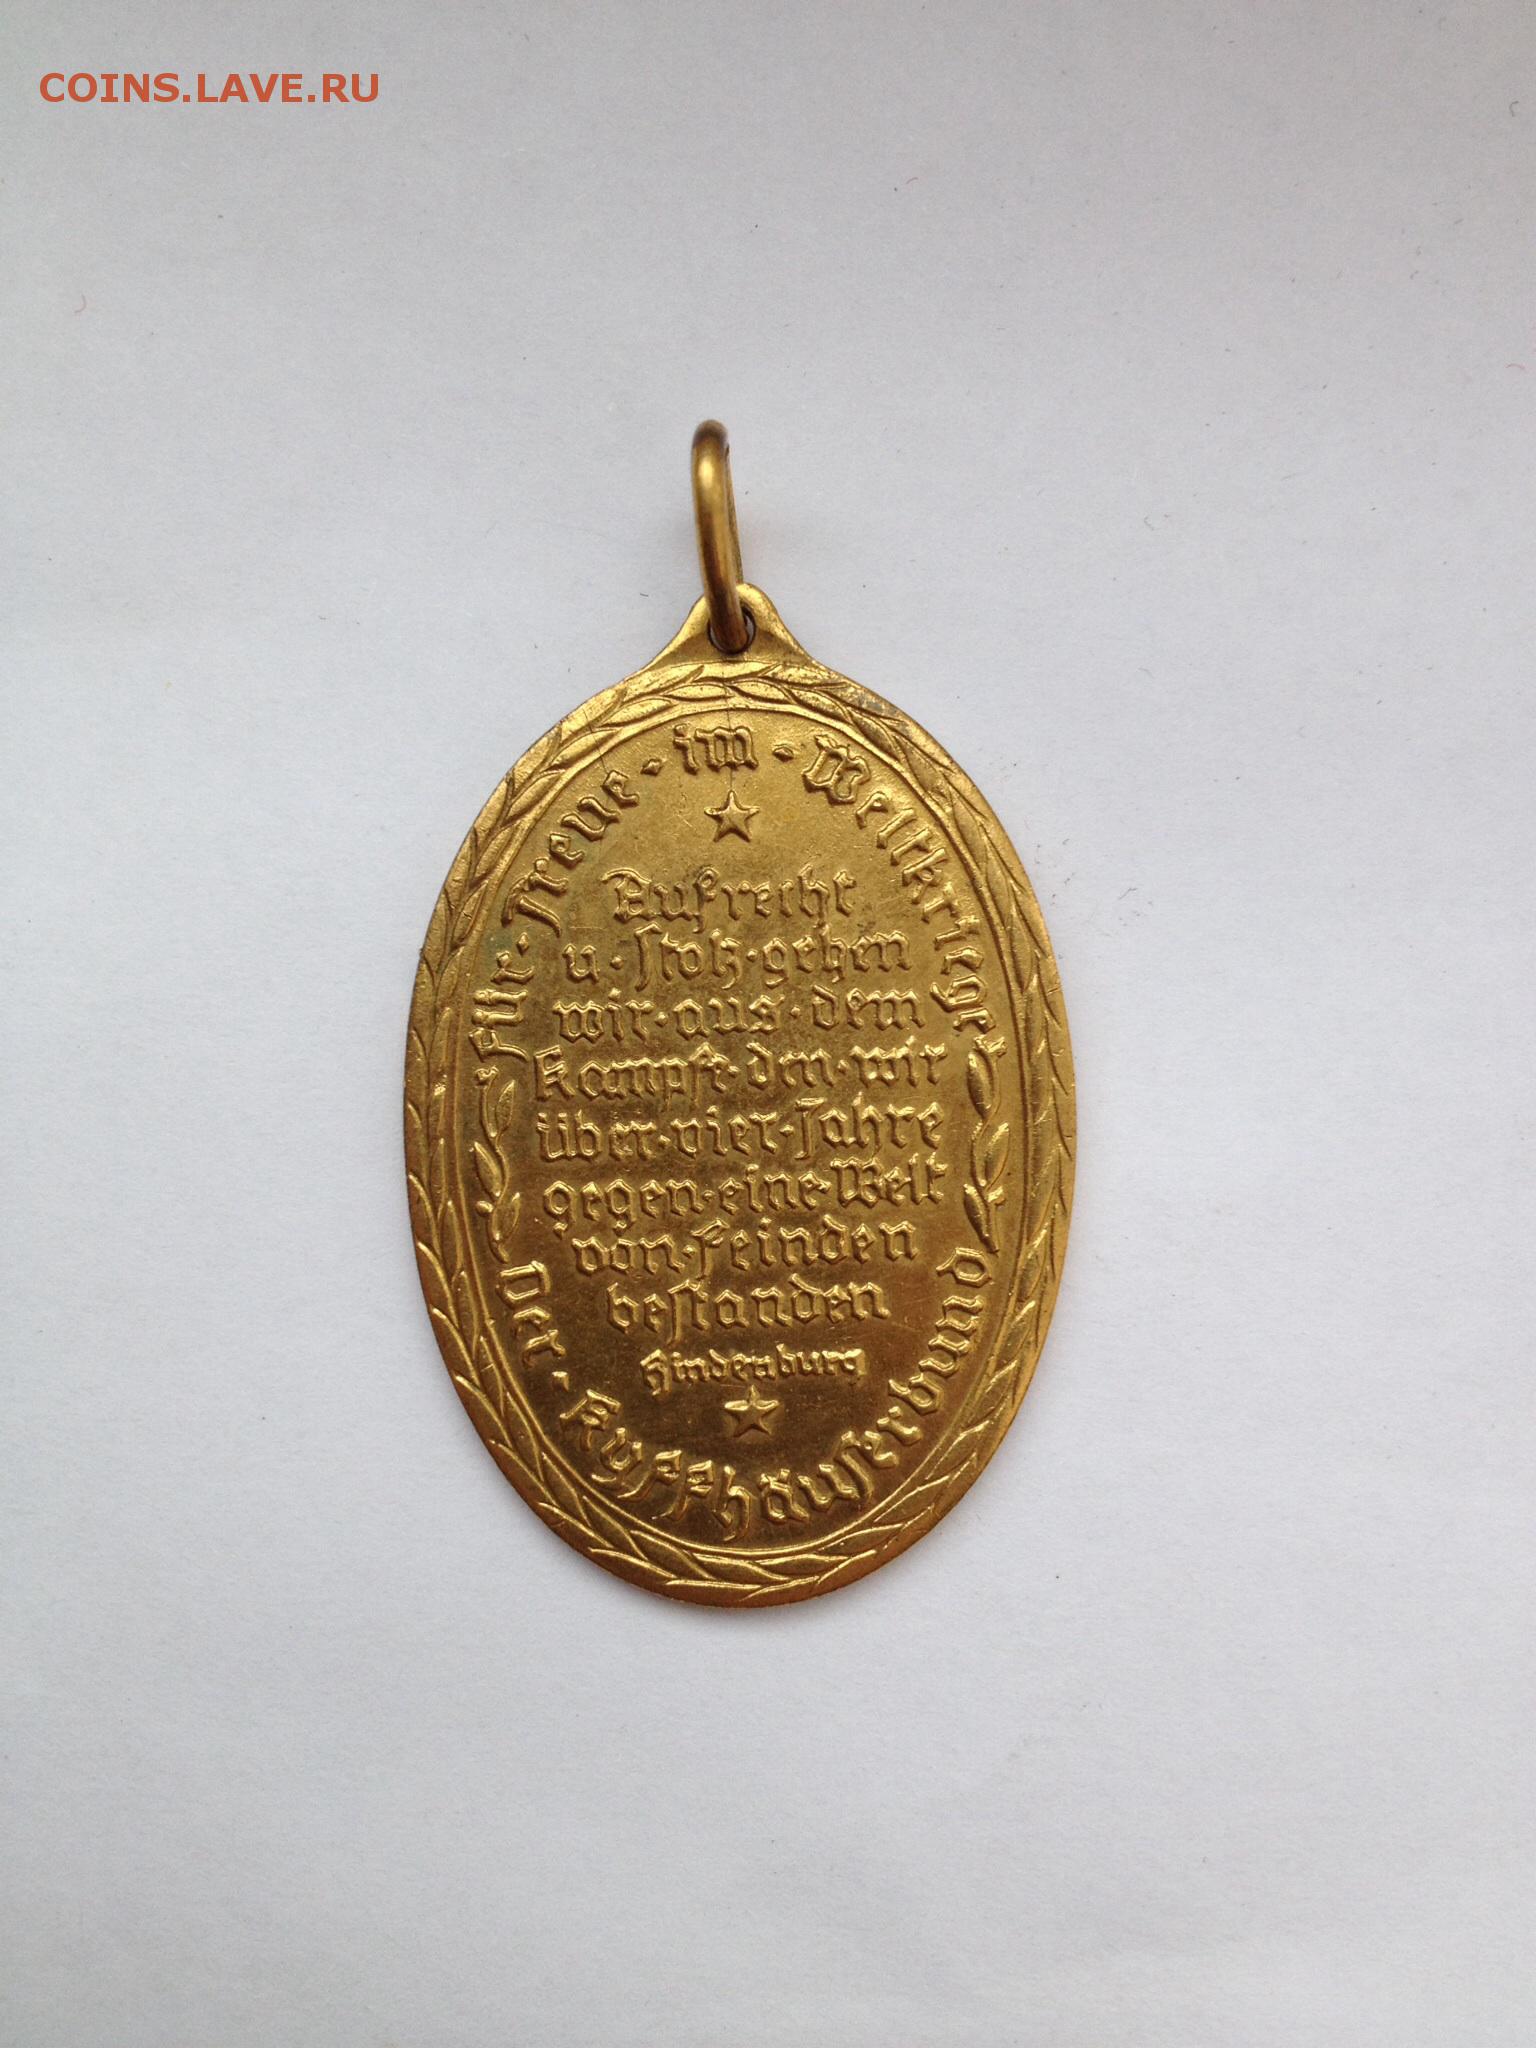 COINS.LAVE.RU
Für · Treue · im · Weltkriege
Aufrecht
u · stolz · gehen
wir · aus · dem
Kampfe · den · wir
über · vier · Jahre
gegen · eine · Welt
von · Feinden
bestanden
Hindenburg
Der · Kyffhäuserbund